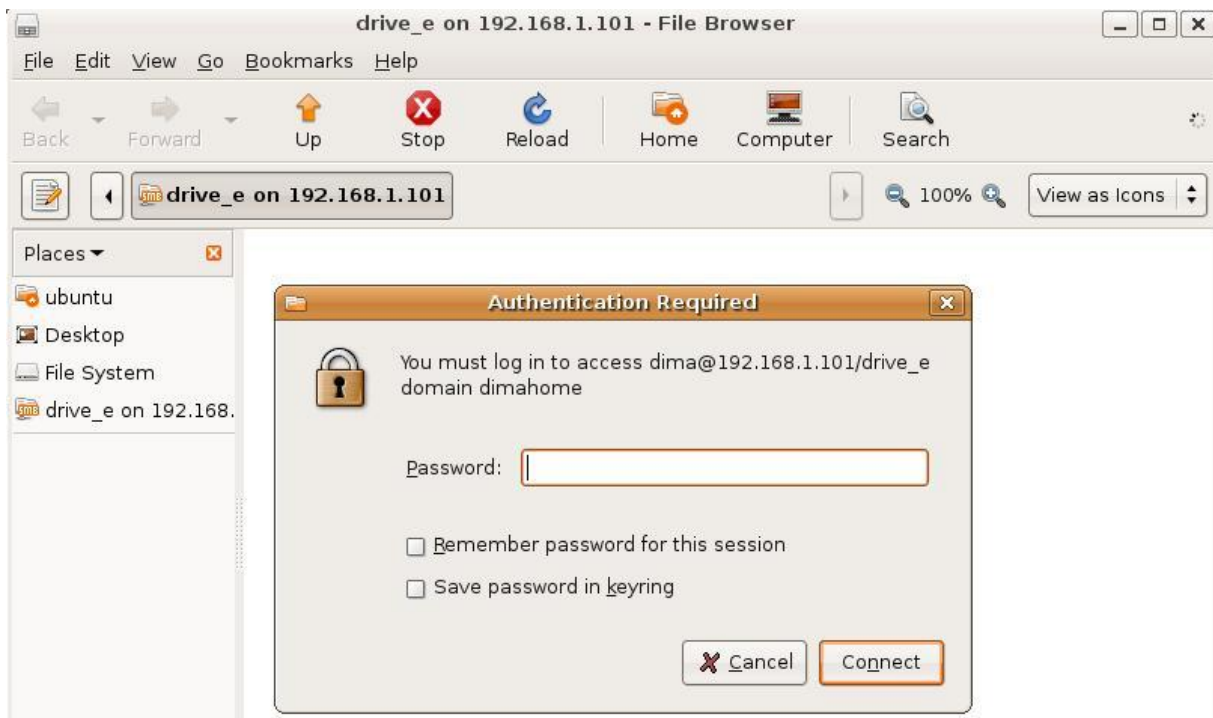 drive_e on 192.168.1.101 - File Browser
File Edit View Go Bookmarks Help
Back Forward Up Stop Reload Home Computer Search
drive_e on 192.168.1.101 100% View as Icons
Places
ubuntu
Desktop
File System
drive_e on 192.168.
Authentication Required
You must log in to access dima@192.168.1.101/drive_e
domain dimahome
Password:
Remember password for this session
Save password in keyring
Cancel Connect